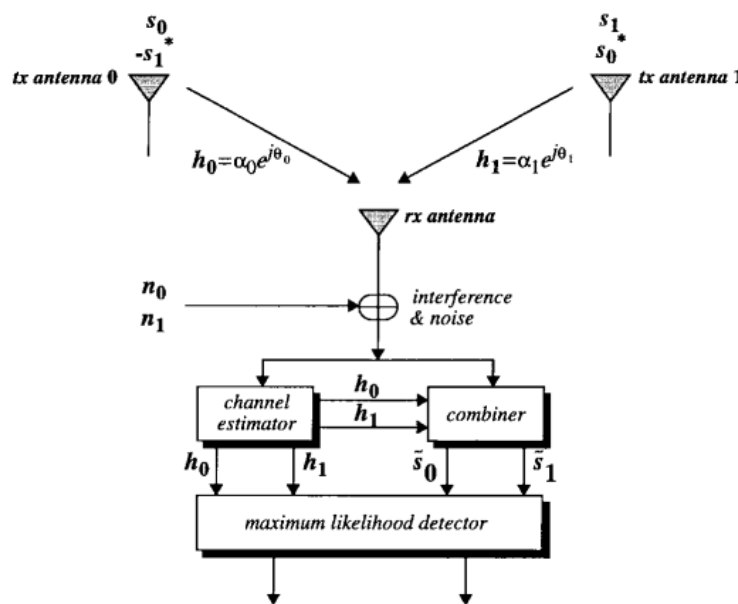 s₀ s₁
-s₁* s₀*
tx antenna 0 tx antenna 1
h₀=α₀e^{jθ₀} h₁=α₁e^{jθ₁}
rx antenna
n₀
n₁
interference
& noise
channel
estimator
h₀
h₁
combiner
h₀ h₁ s̃₀ s̃₁
maximum likelihood detector